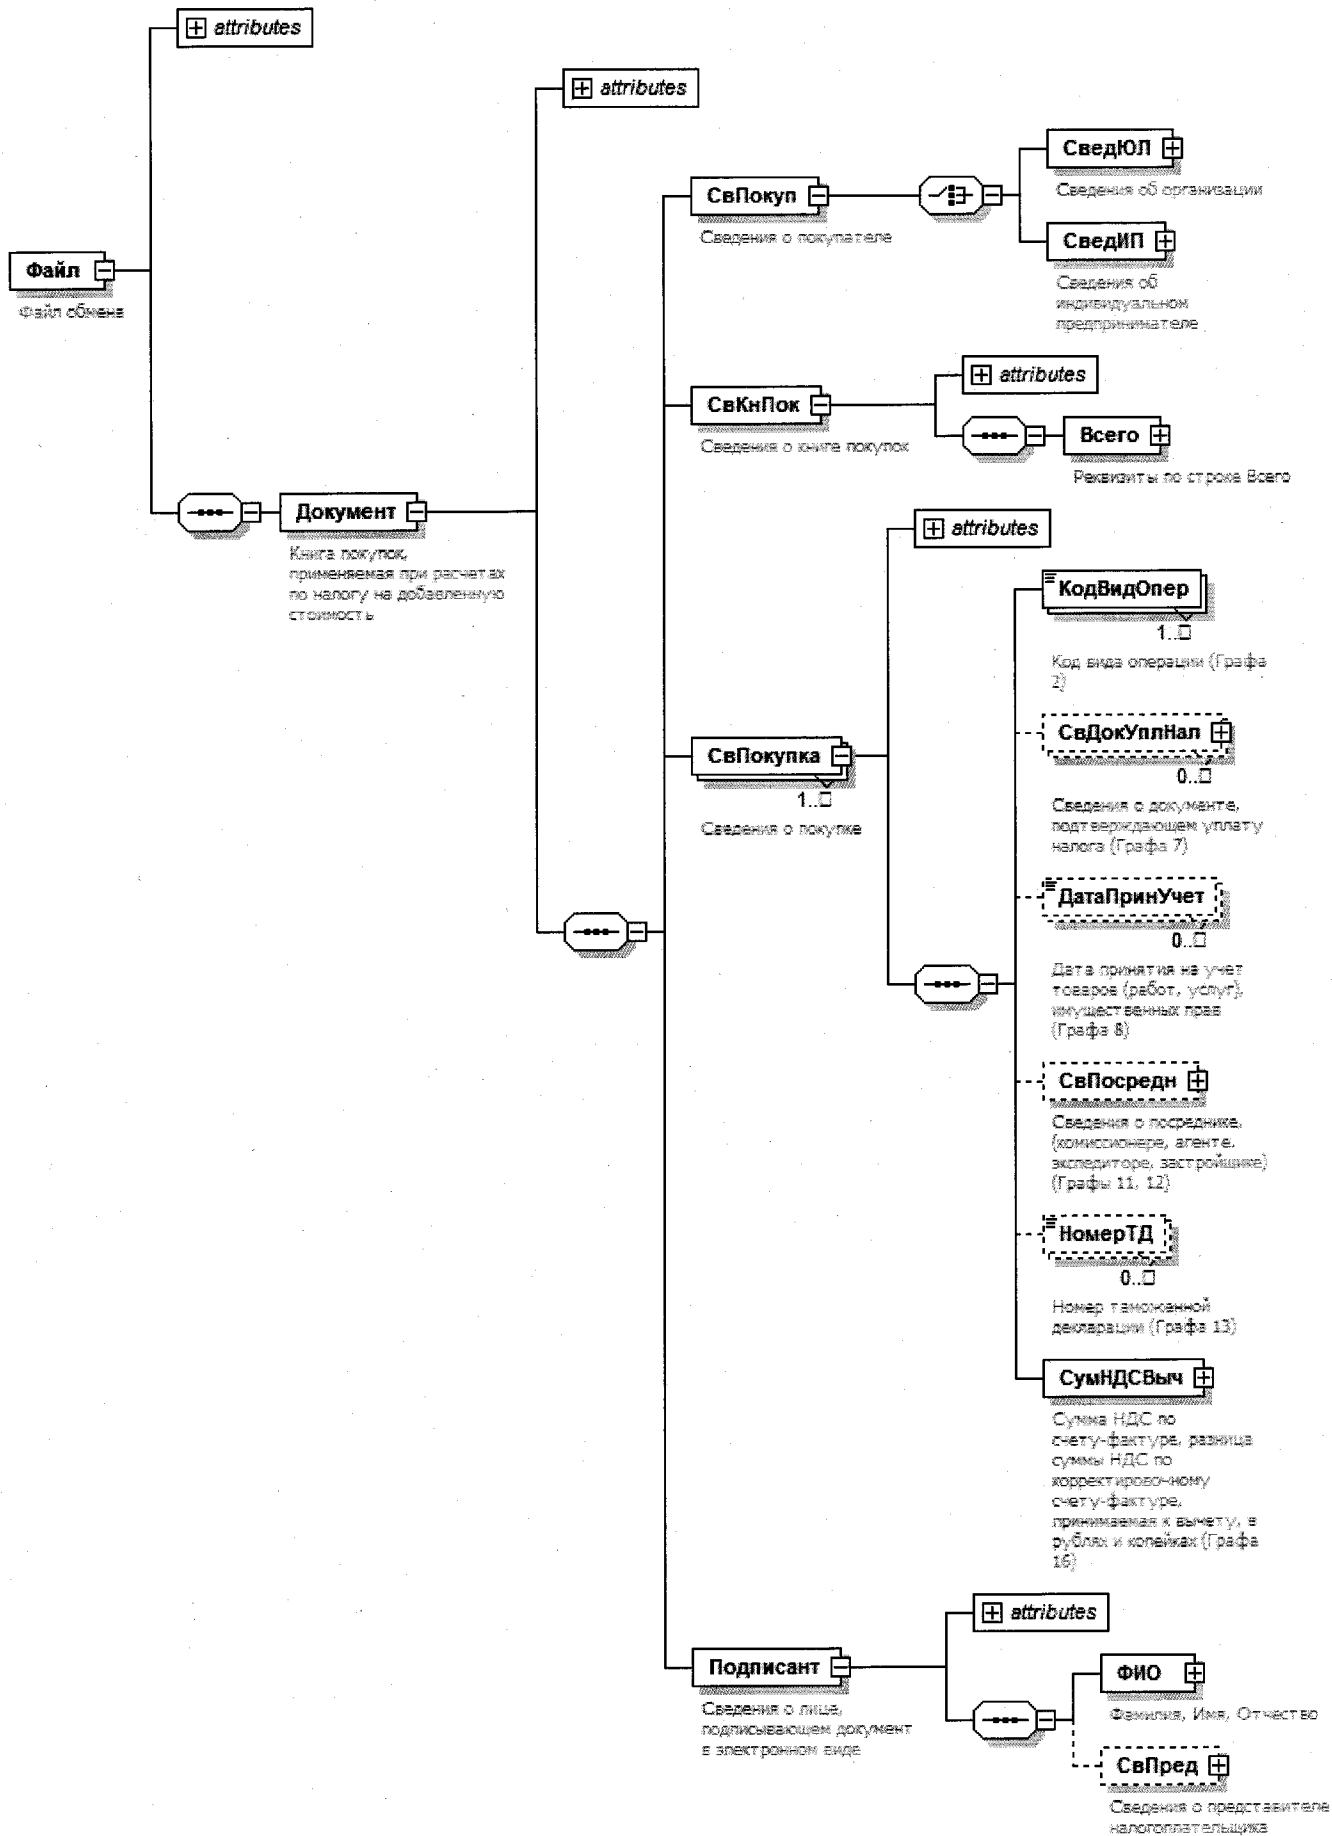 attributes
attributes
СведЮЛ
Сведения об организации
СвПокуп
Сведения о покупателе
СведИП
Сведения об
индивидуальном
предпринимателе
Файл
Файл обмена
attributes
СвКнПок
Сведения о книге покупок
Всего
Реквизиты по строке Всего
Документ
Книга покупок,
применяемая при расчетах
по налогу на добавленную
стоимость
attributes
КодВидОпер
1..□
Код вида операции (Графа
2)
СвДокУплНал
0..□
Сведения о документе,
подтверждающем уплату
налога (Графа 7)
СвПокупка
1..□
Сведения о покупке
ДатаПринУчет
0..□
Дата принятия на учет
товаров (работ, услуг),
имущественных прав
(Графа 8)
СвПосредн
Сведения о посреднике,
(комиссионере, агенте,
экспедиторе, застройщике)
(Графы 11, 12)
НомерТД
0..□
Номер таможенной
декларации (Графа 13)
СумНДСВыч
Сумма НДС по
счету-фактуре, разница
суммы НДС по
корректировочному
счету-фактуре,
принимаемая к вычету, в
рублях и копейках (Графа
16)
attributes
Подписант
Сведения о лице,
подписывающем документ
в электронном виде
ФИО
Фамилия, Имя, Отчество
СвПред
Сведения о представителе
налогоплательщика